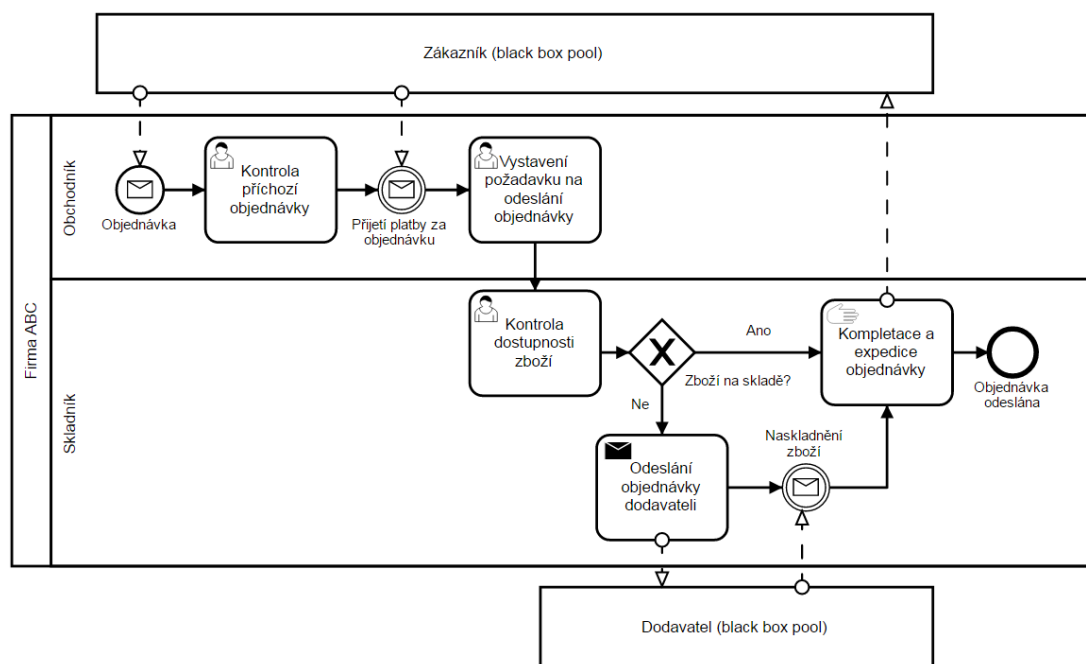 Zákazník (black box pool)
Firma ABC
Obchodník
Objednávka
Kontrola
příchozí
objednávky
Přijetí platby za
objednávku
Vystavení
požadavku na
odeslání
objednávky
Skladník
Kontrola
dostupnosti
zboží
Ano
Zboží na skladě?
Ne
Kompletace a
expedice
objednávky
Objednávka
odeslána
Odeslání
objednávky
dodavateli
Naskladnění
zboží
Dodavatel (black box pool)